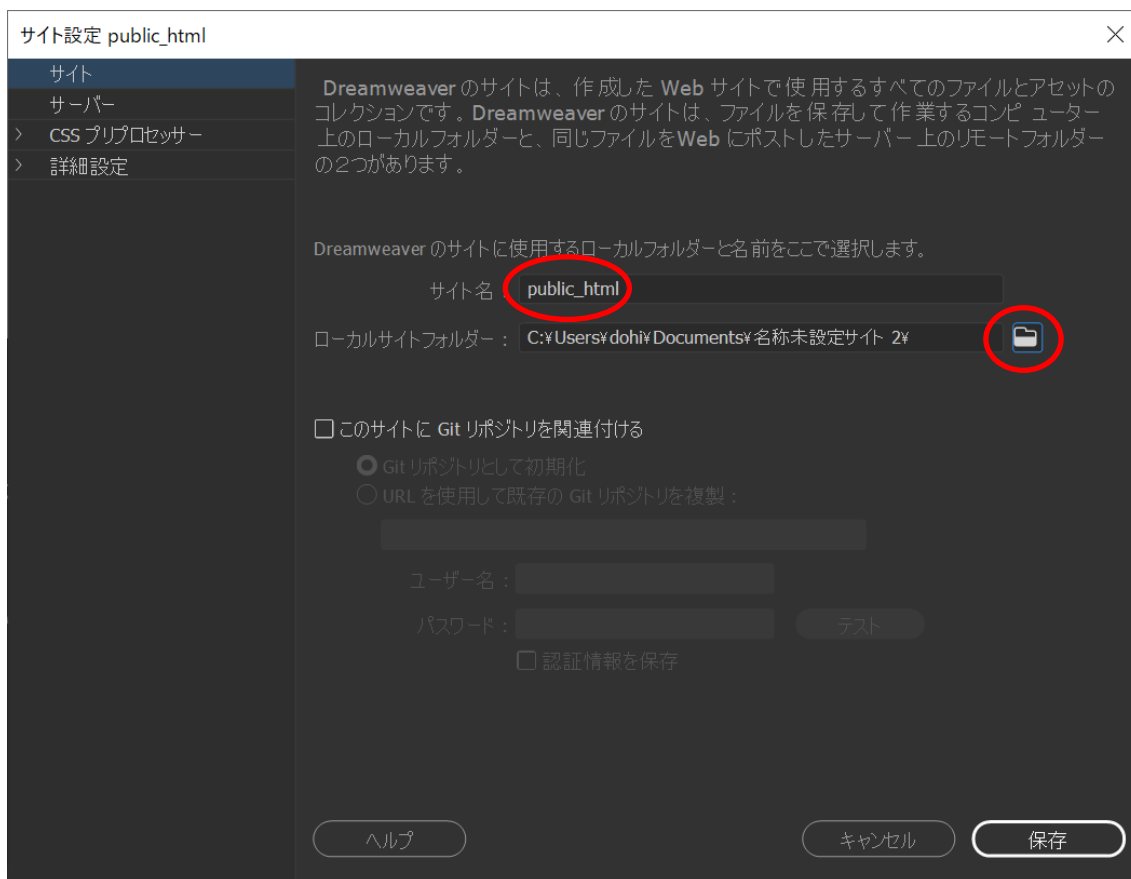 サイト設定 public_html
サイト
サーバー
CSS プリプロセッサー
詳細設定
Dreamweaver のサイトは、作成した Web サイトで使用するすべてのファイルとアセットの
コレクションです。Dreamweaver のサイトは、ファイルを保存して作業するコンピューター
上のローカルフォルダーと、同じファイルをWeb にポストしたサーバー上のリモートフォルダー
の２つがあります。
Dreamweaver のサイトに使用するローカルフォルダーと名前をここで選択します。
サイト名 : public_html
ローカルサイトフォルダー : C:¥Users¥dohi¥Documents¥名称未設定サイト 2¥
このサイトに Git リポジトリを関連付ける
Git リポジトリとして初期化
URL を使用して既存の Git リポジトリを複製 :
ユーザー名 :
パスワード :
テスト
認証情報を保存
ヘルプ
キャンセル
保存